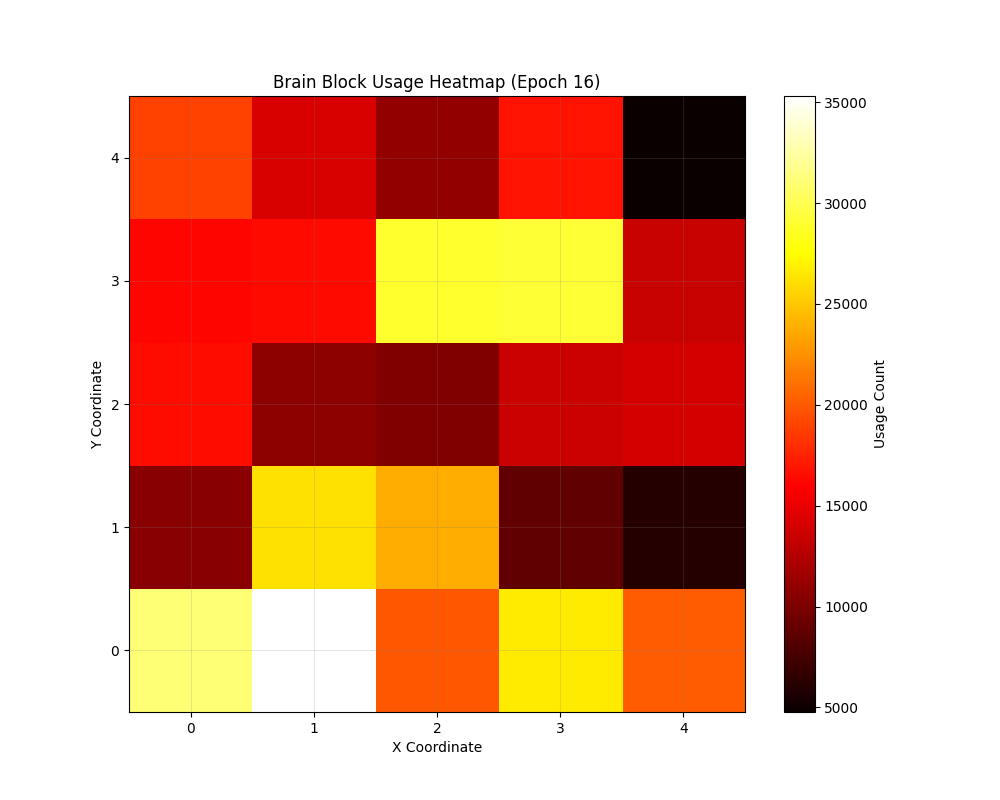 Brain Block Usage Heatmap (Epoch 16)
Y Coordinate
4
3
2
1
0
0 1 2 3 4
X Coordinate
35000
30000
25000
20000
15000
10000
5000
Usage Count